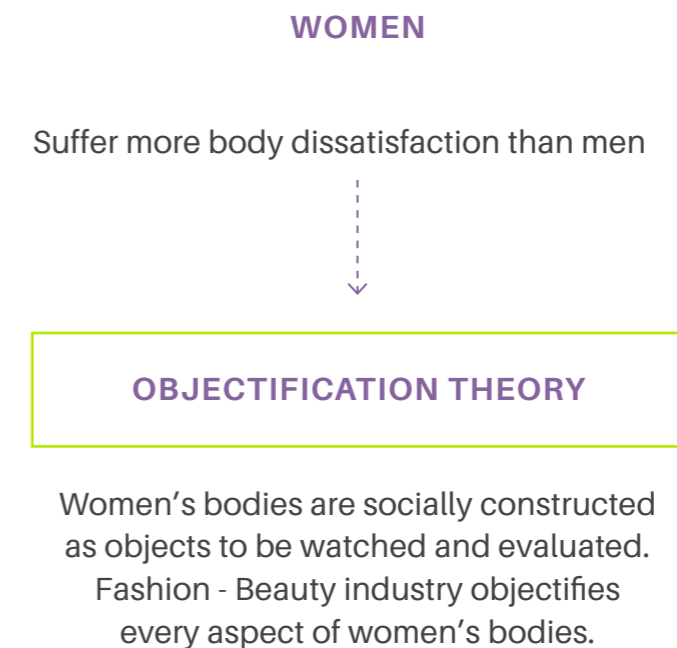 WOMEN
Suffer more body dissatisfaction than men
OBJECTIFICATION THEORY
Women’s bodies are socially constructed
as objects to be watched and evaluated.
Fashion - Beauty industry objectifies
every aspect of women’s bodies.